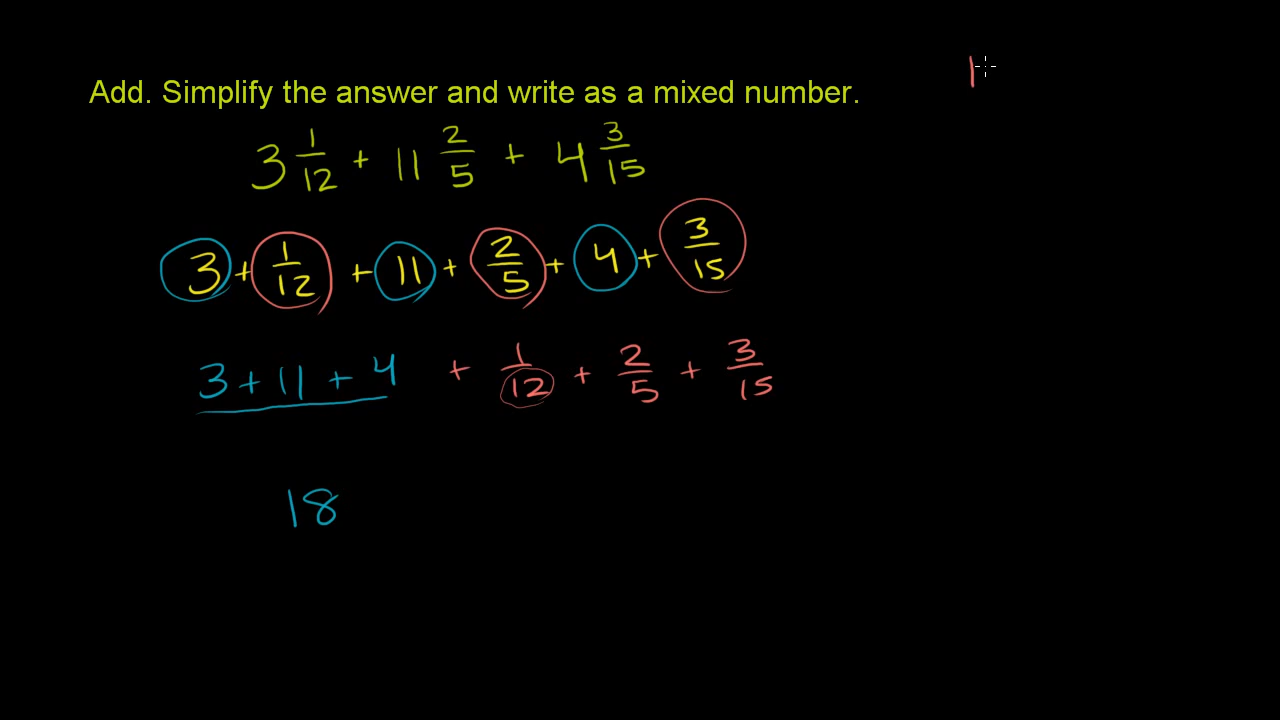 Add. Simplify the answer and write as a mixed number.
3 1/12 + 11 2/5 + 4 3/15
3 + 1/12 + 11 + 2/5 + 4 + 3/15
3 + 11 + 4 + 1/12 + 2/5 + 3/15
18